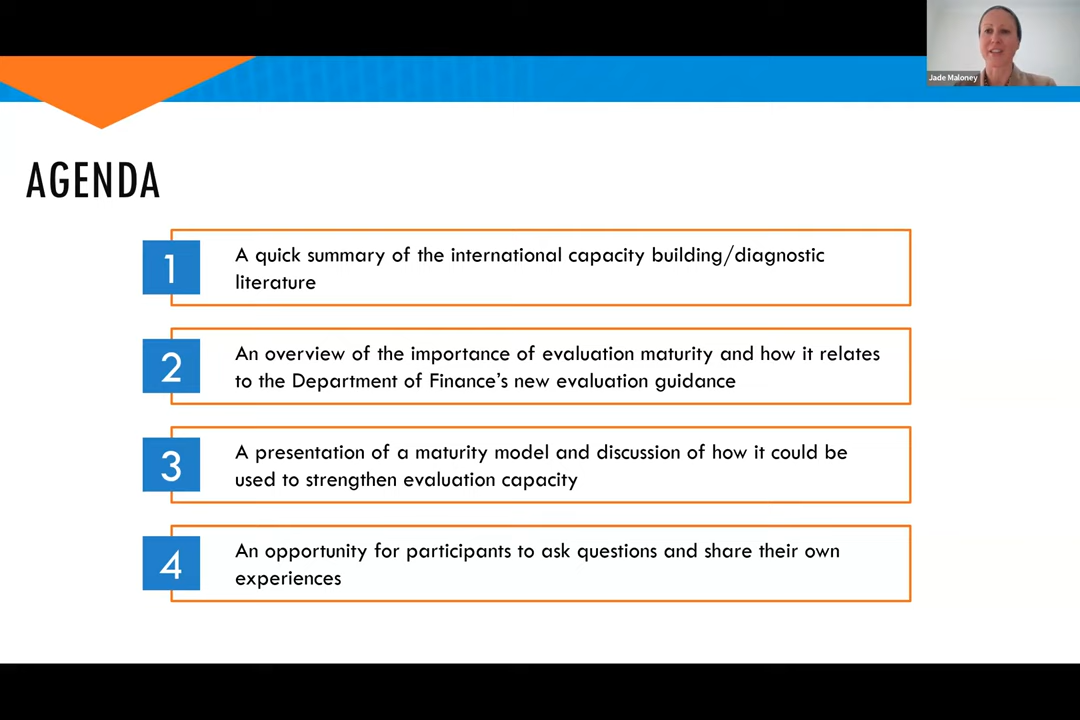 Jade Maloney
AGENDA
1
A quick summary of the international capacity building/diagnostic
literature
2
An overview of the importance of evaluation maturity and how it relates
to the Department of Finance’s new evaluation guidance
3
A presentation of a maturity model and discussion of how it could be
used to strengthen evaluation capacity
4
An opportunity for participants to ask questions and share their own
experiences